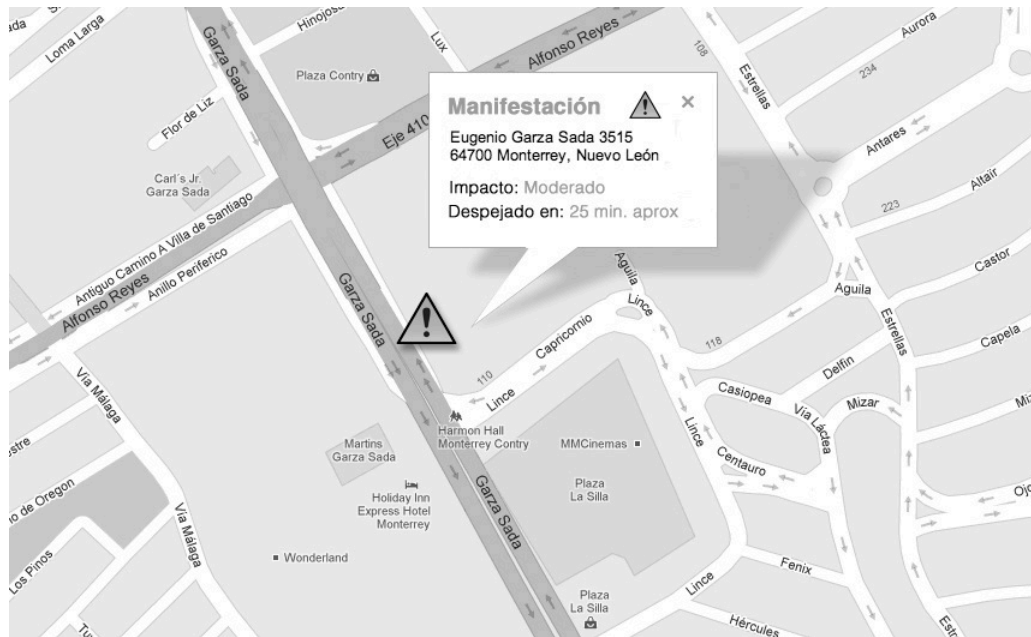 Loma Larga
Hinojosa
Garza Sada
Lux
Alfonso Reyes
108
Estrellas
Aurora
234
Plaza Contry
Flor de Liz
Eje 410
Manifestación
Eugenio Garza Sada 3515
64700 Monterrey, Nuevo León
Impacto: Moderado
Despejado en: 25 min. aprox
Antares
Altair
223
Carl's Jr.
Garza Sada
Antiguo Camino A Villa de Santiago
Alfonso Reyes
Anillo Periferico
Garza Sada
Aguila
Lince
Castor
Aguila
Estrellas
Capricornio
118
Capela
110
Lince
Delfin
Via Málaga
Casiopea
Via Láctea
Mizar
Lince
Harmon Hall
Monterrey Contry
Martins
Garza Sada
MMCinemas
Centauro
Plaza
La Silla
Garza Sada
Holiday Inn
Express Hotel
Monterrey
Via Málaga
no de Oregon
Wonderland
Los Pinos
Fenix
Lince
Plaza
La Silla
Hércules